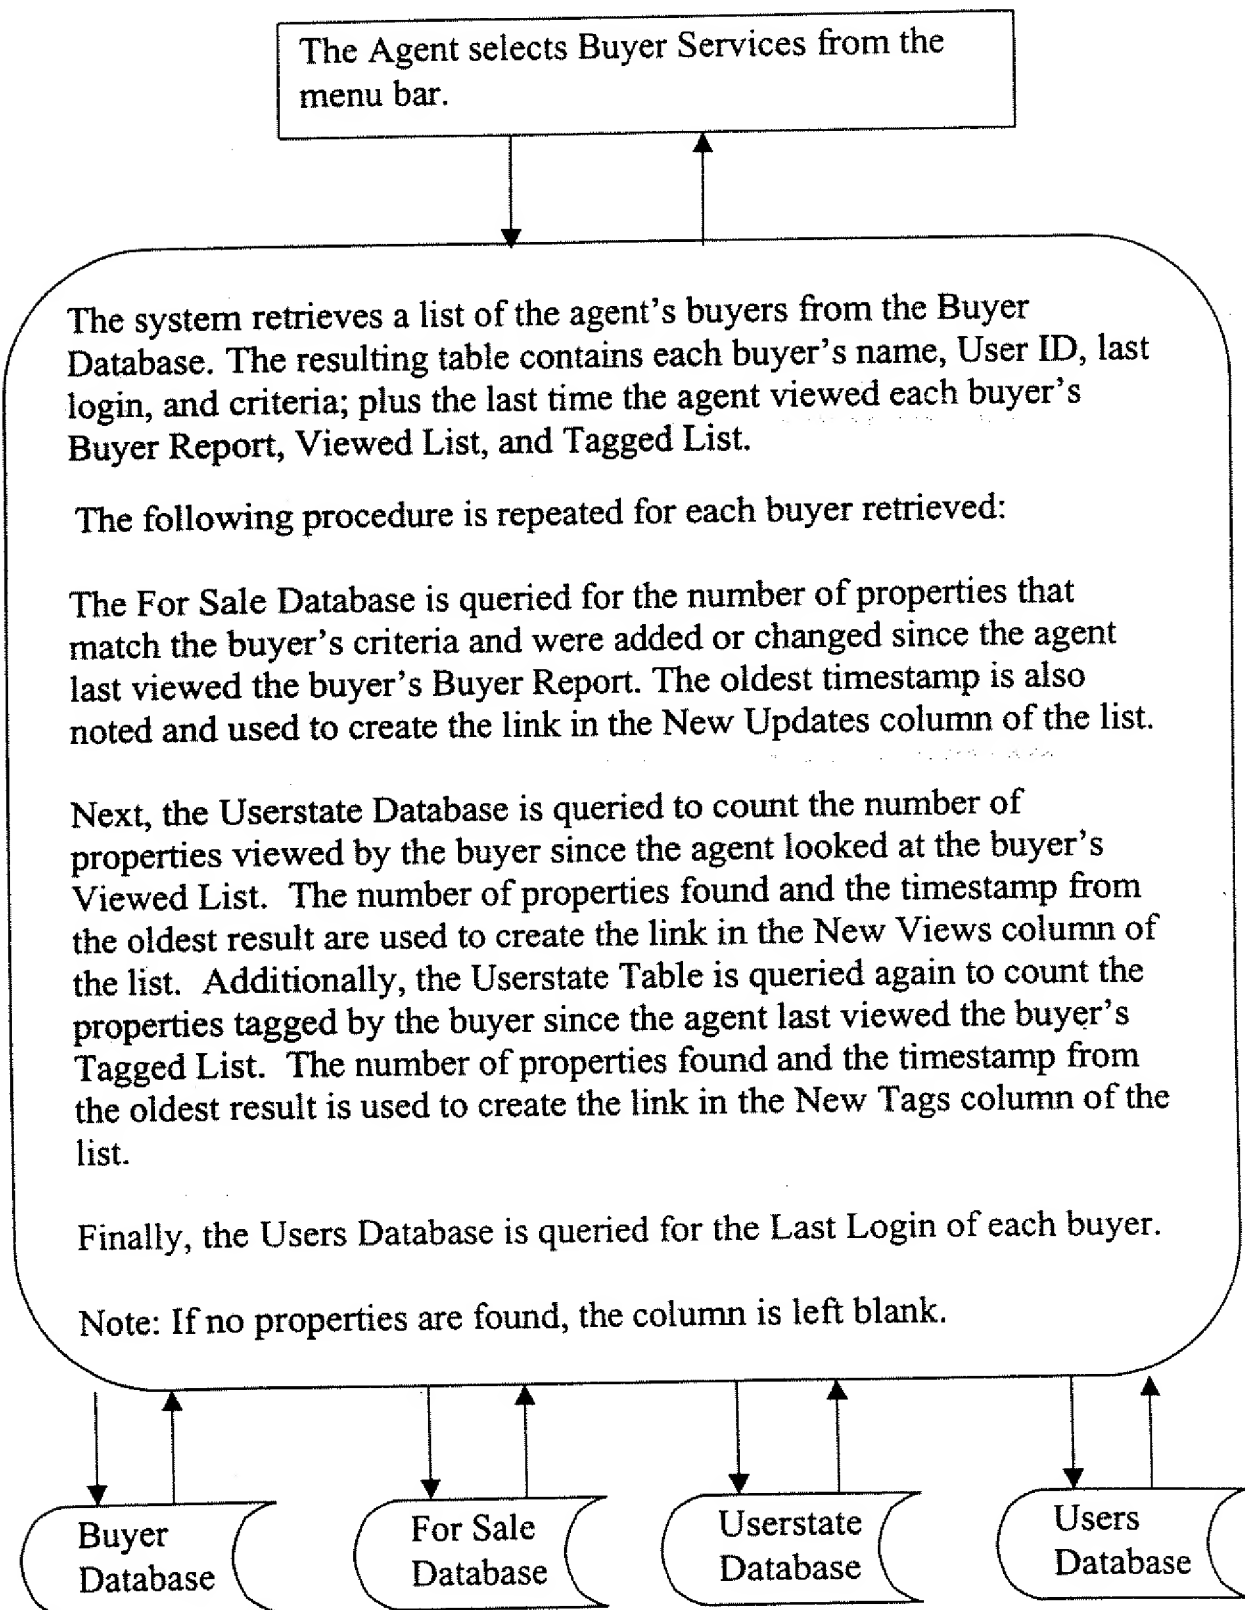 The Agent selects Buyer Services from the
menu bar.
The system retrieves a list of the agent's buyers from the Buyer
Database. The resulting table contains each buyer's name, User ID, last
login, and criteria; plus the last time the agent viewed each buyer's
Buyer Report, Viewed List, and Tagged List.
The following procedure is repeated for each buyer retrieved:
The For Sale Database is queried for the number of properties that
match the buyer's criteria and were added or changed since the agent
last viewed the buyer's Buyer Report. The oldest timestamp is also
noted and used to create the link in the New Updates column of the list.
Next, the Userstate Database is queried to count the number of
properties viewed by the buyer since the agent looked at the buyer's
Viewed List.  The number of properties found and the timestamp from
the oldest result are used to create the link in the New Views column of
the list.  Additionally, the Userstate Table is queried again to count the
properties tagged by the buyer since the agent last viewed the buyer's
Tagged List.  The number of properties found and the timestamp from
the oldest result is used to create the link in the New Tags column of the
list.
Finally, the Users Database is queried for the Last Login of each buyer.
Note: If no properties are found, the column is left blank.
Buyer
Database
For Sale
Database
Userstate
Database
Users
Database